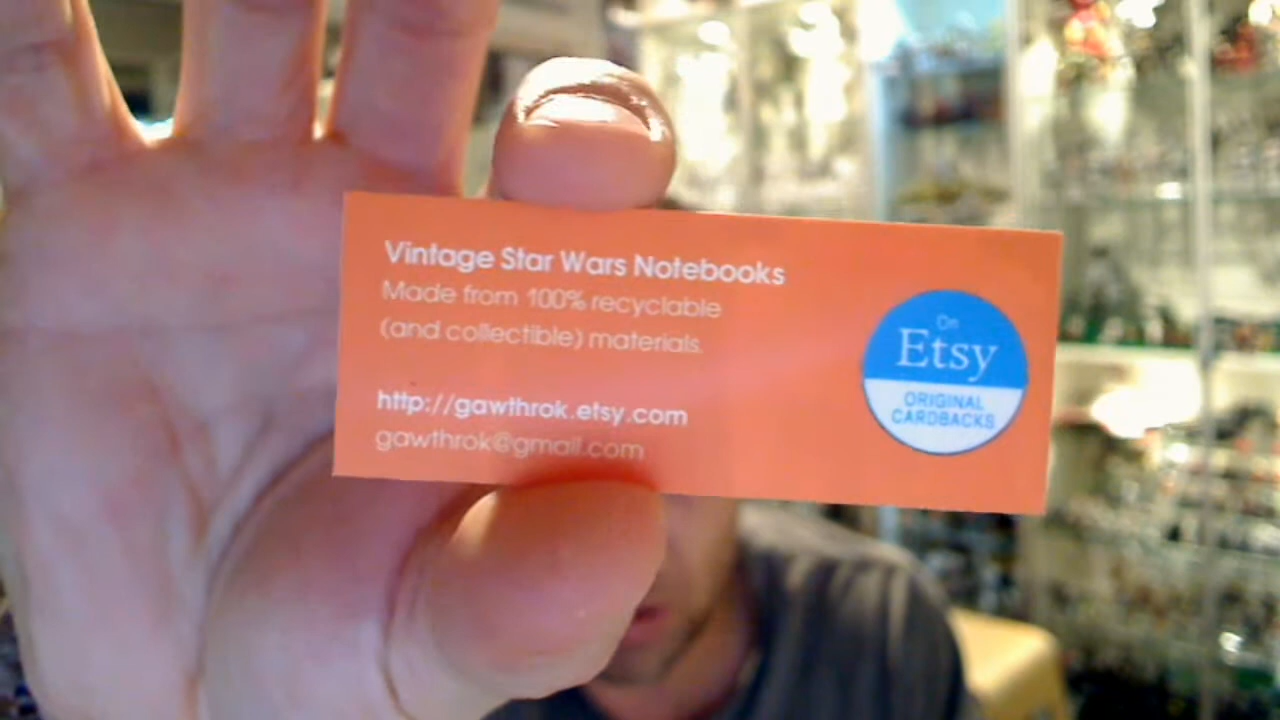 Vintage Star Wars Notebooks
Made from 100% recyclable
(and collectible) materials.
http://gawthrok.etsy.com
gawthrok@gmail.com
On
Etsy
ORIGINAL
CARDBACKS